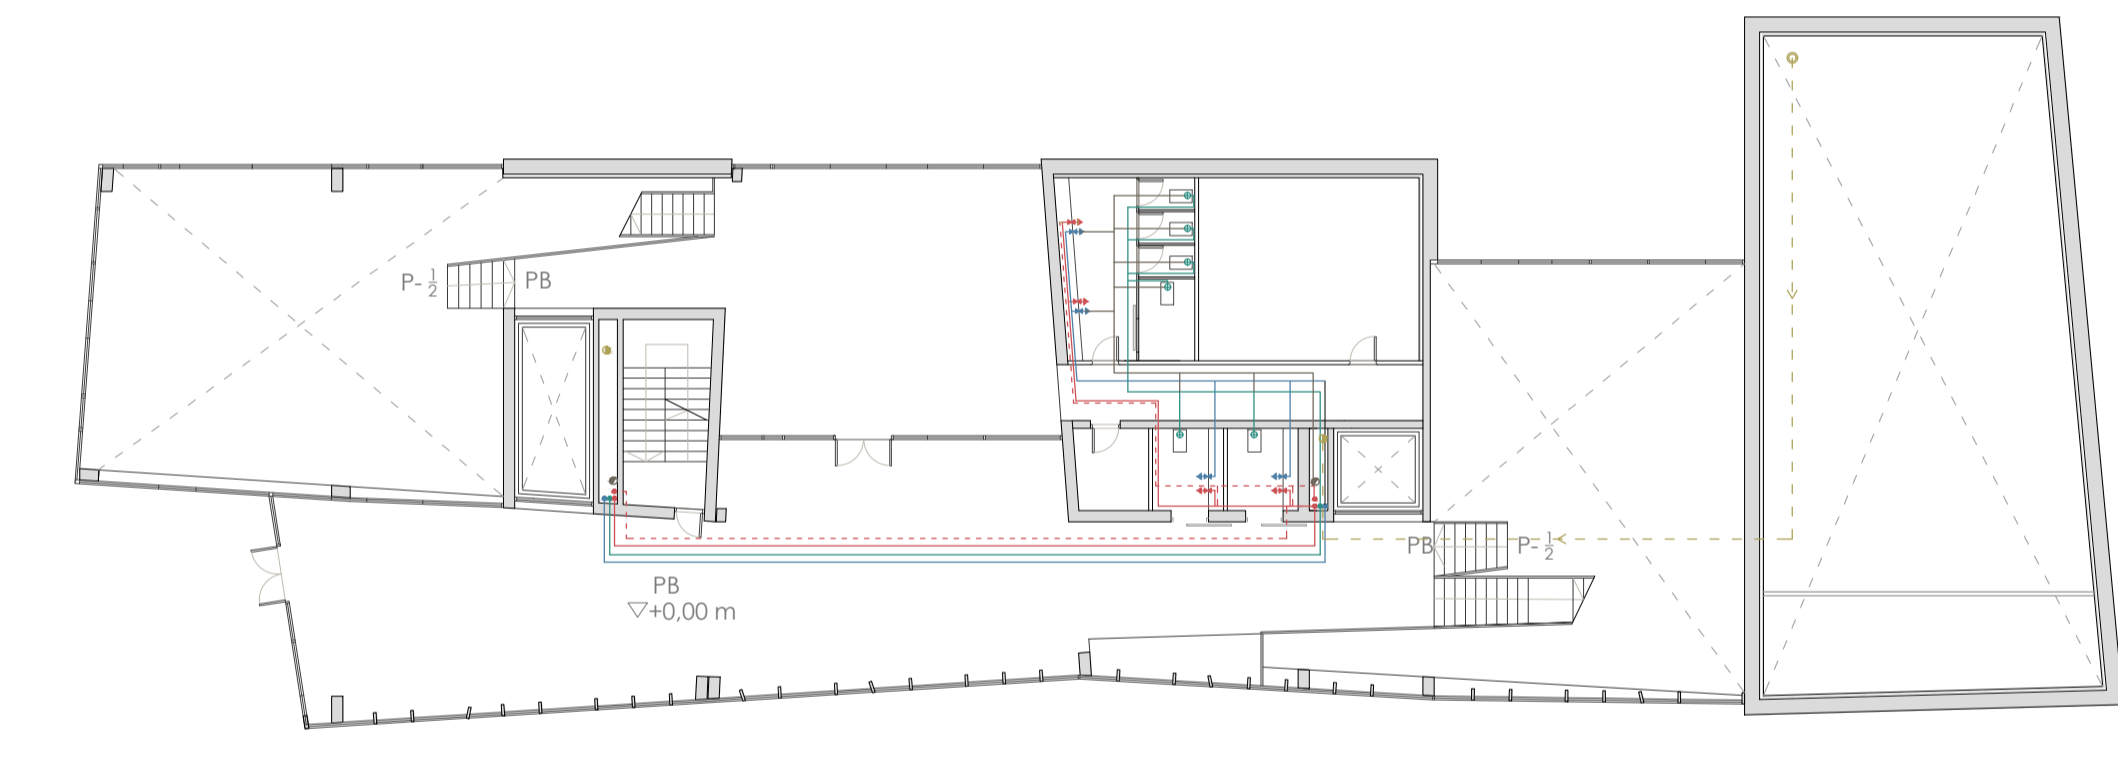 P- ½ PB
PB P- ½
PB
▽+0,00 m